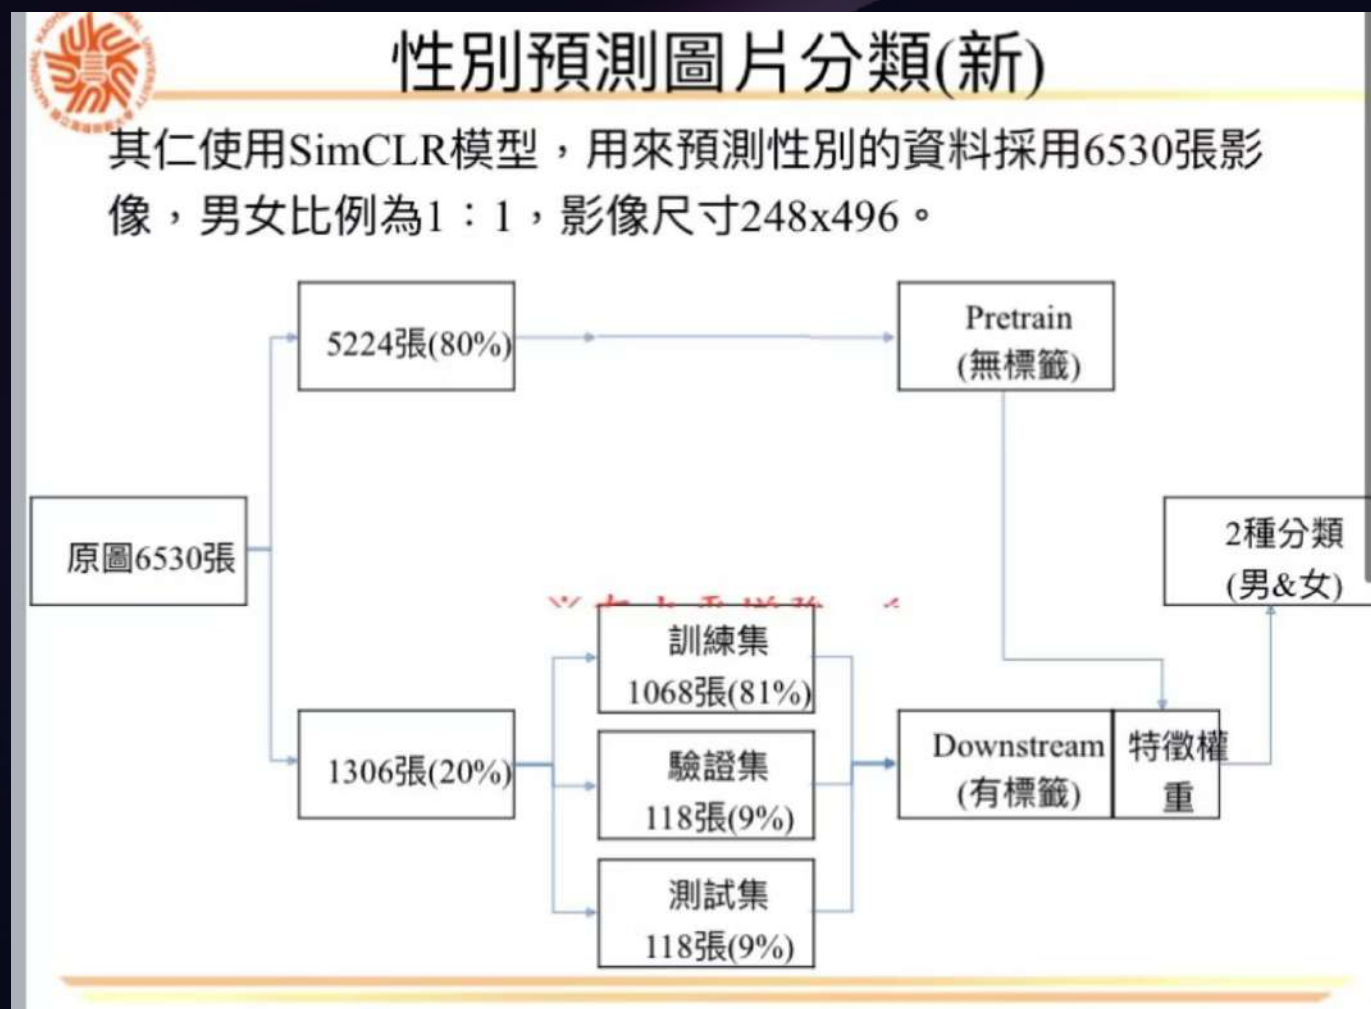 性別預測圖片分類(新)
其仁使用SimCLR模型，用來預測性別的資料採用6530張影
像，男女比例為1：1，影像尺寸248x496。
5224張(80%)
Pretrain
(無標籤)
原圖6530張
2種分類
(男&女)
訓練集
1068張(81%)
1306張(20%)
驗證集
118張(9%)
Downstream
(有標籤)
特徵權
重
測試集
118張(9%)